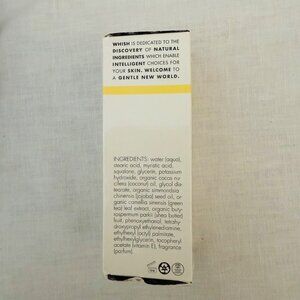 WHISH IS DEDICATED TO THE
DISCOVERY OF NATURAL
INGREDIENTS WHICH ENABLE
INTELLIGENT CHOICES FOR
YOUR SKIN. WELCOME TO
A GENTLE NEW WORLD.
INGREDIENTS: water (aqua),
stearic acid, myristic acid,
squalane, glycerin, potassium
hydroxide, organic cocos nu
cifera (coconut) oil, glycol dis-
tearate, organic simmondsia
chinensis (jojoba) seed oil, or-
ganic camellia sinensis (green
tea) leaf extract, organic buty-
rospermum parkii (shea butter)
fruit, phenoxyethanol, tetrahy-
droxypropyl ethylenediamine,
ethylhexyl (octyl) palmitate,
ethylhexylglycerin, tocopheryl
acetate (vitamin E), fragrance
(parfum).